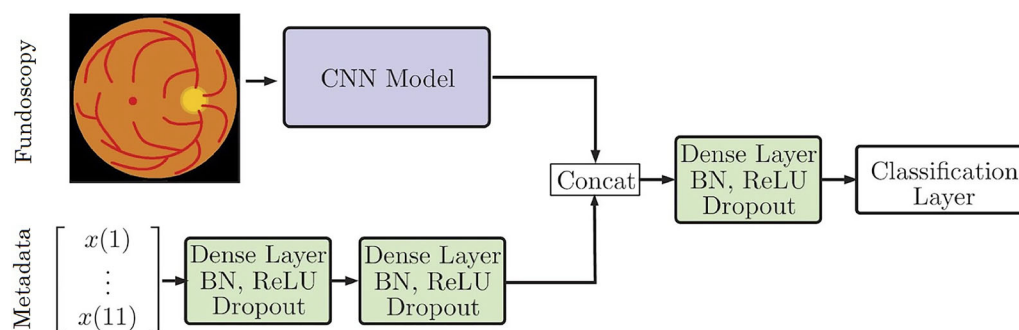 Fundoscopy
CNN Model
Concat
Dense Layer
BN, ReLU
Dropout
Classification
Layer
Metadata
x(1)
⋮
x(11)
Dense Layer
BN, ReLU
Dropout
Dense Layer
BN, ReLU
Dropout